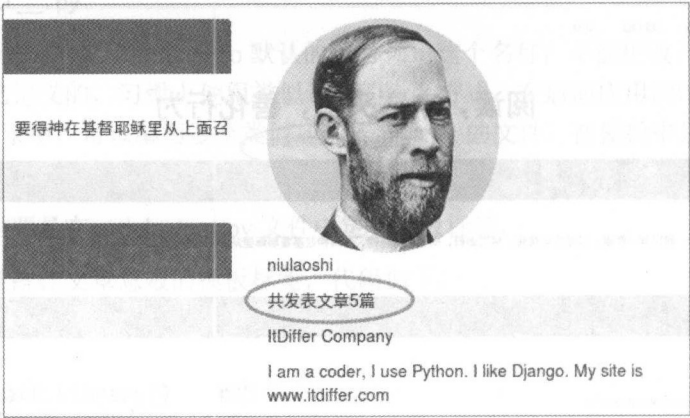 要得神在基督耶稣里从上面召
niulaoshi
共发表文章5篇
ItDiffer Company
I am a coder, I use Python. I like Django. My site is
www.itdiffer.com